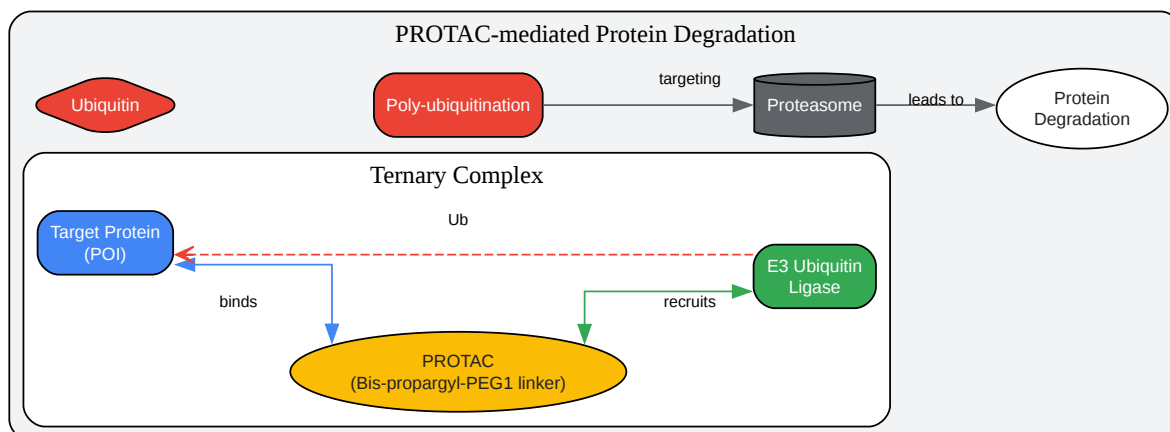 PROTAC-mediated Protein Degradation
Ubiquitin
Poly-ubiquitination
targeting
Proteasome
leads to
Protein
Degradation
Ternary Complex
Target Protein
(POI)
Ub
E3 Ubiquitin
Ligase
binds
recruits
PROTAC
(Bis-propargyl-PEG1 linker)